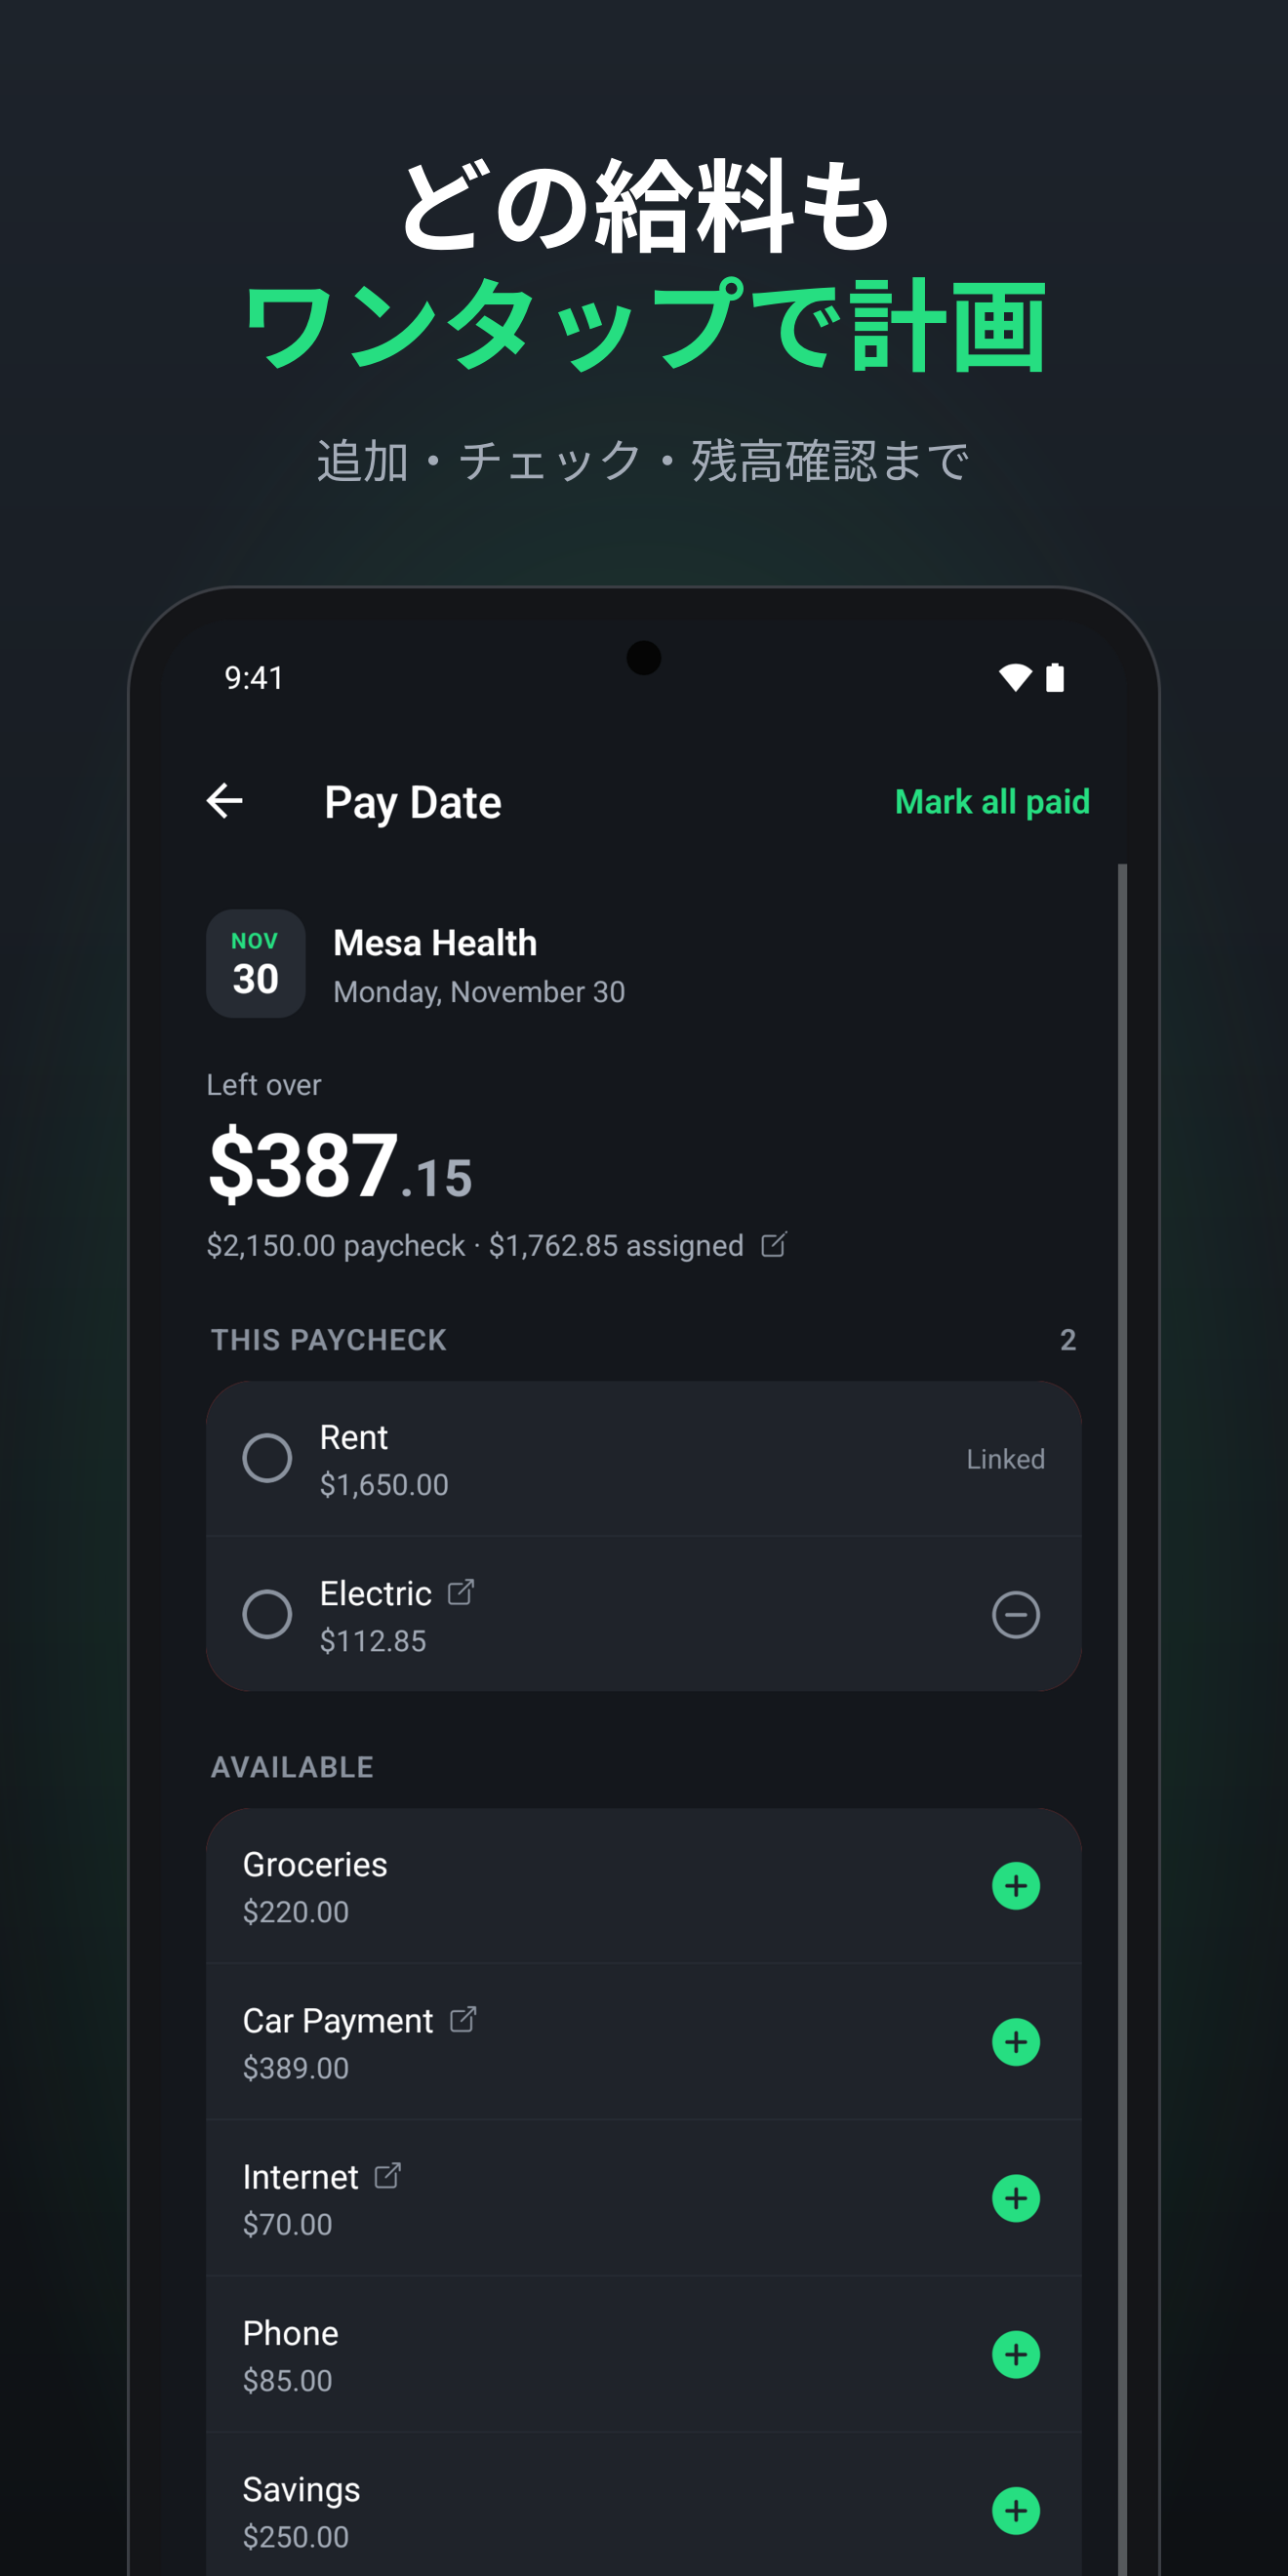 どの給料も
ワンタップで計画
追加・チェック・残高確認まで
9:41
Pay Date
Mark all paid
NOV
30
Mesa Health
Monday, November 30
Left over
$387.15
$2,150.00 paycheck · $1,762.85 assigned
THIS PAYCHECK 2
Rent
$1,650.00
Linked
Electric
$112.85
AVAILABLE
Groceries
$220.00
Car Payment
$389.00
Internet
$70.00
Phone
$85.00
Savings
$250.00